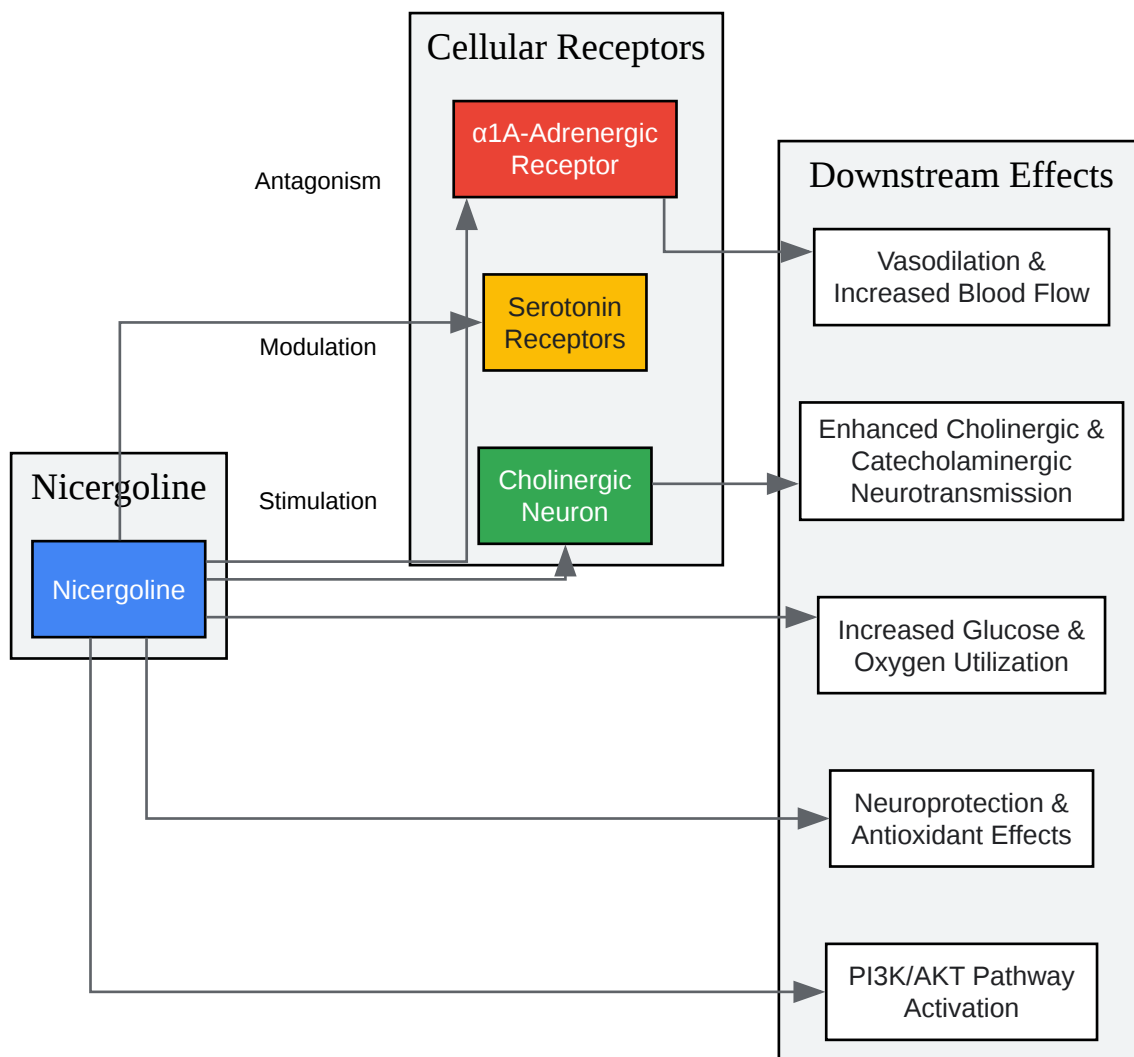 Cellular Receptors
α1A-Adrenergic
Receptor
Antagonism
Downstream Effects
Vasodilation &
Increased Blood Flow
Serotonin
Receptors
Modulation
Enhanced Cholinergic &
Catecholaminergic
Neurotransmission
Nicergoline
Stimulation
Cholinergic
Neuron
Nicergoline
Increased Glucose &
Oxygen Utilization
Neuroprotection &
Antioxidant Effects
PI3K/AKT Pathway
Activation